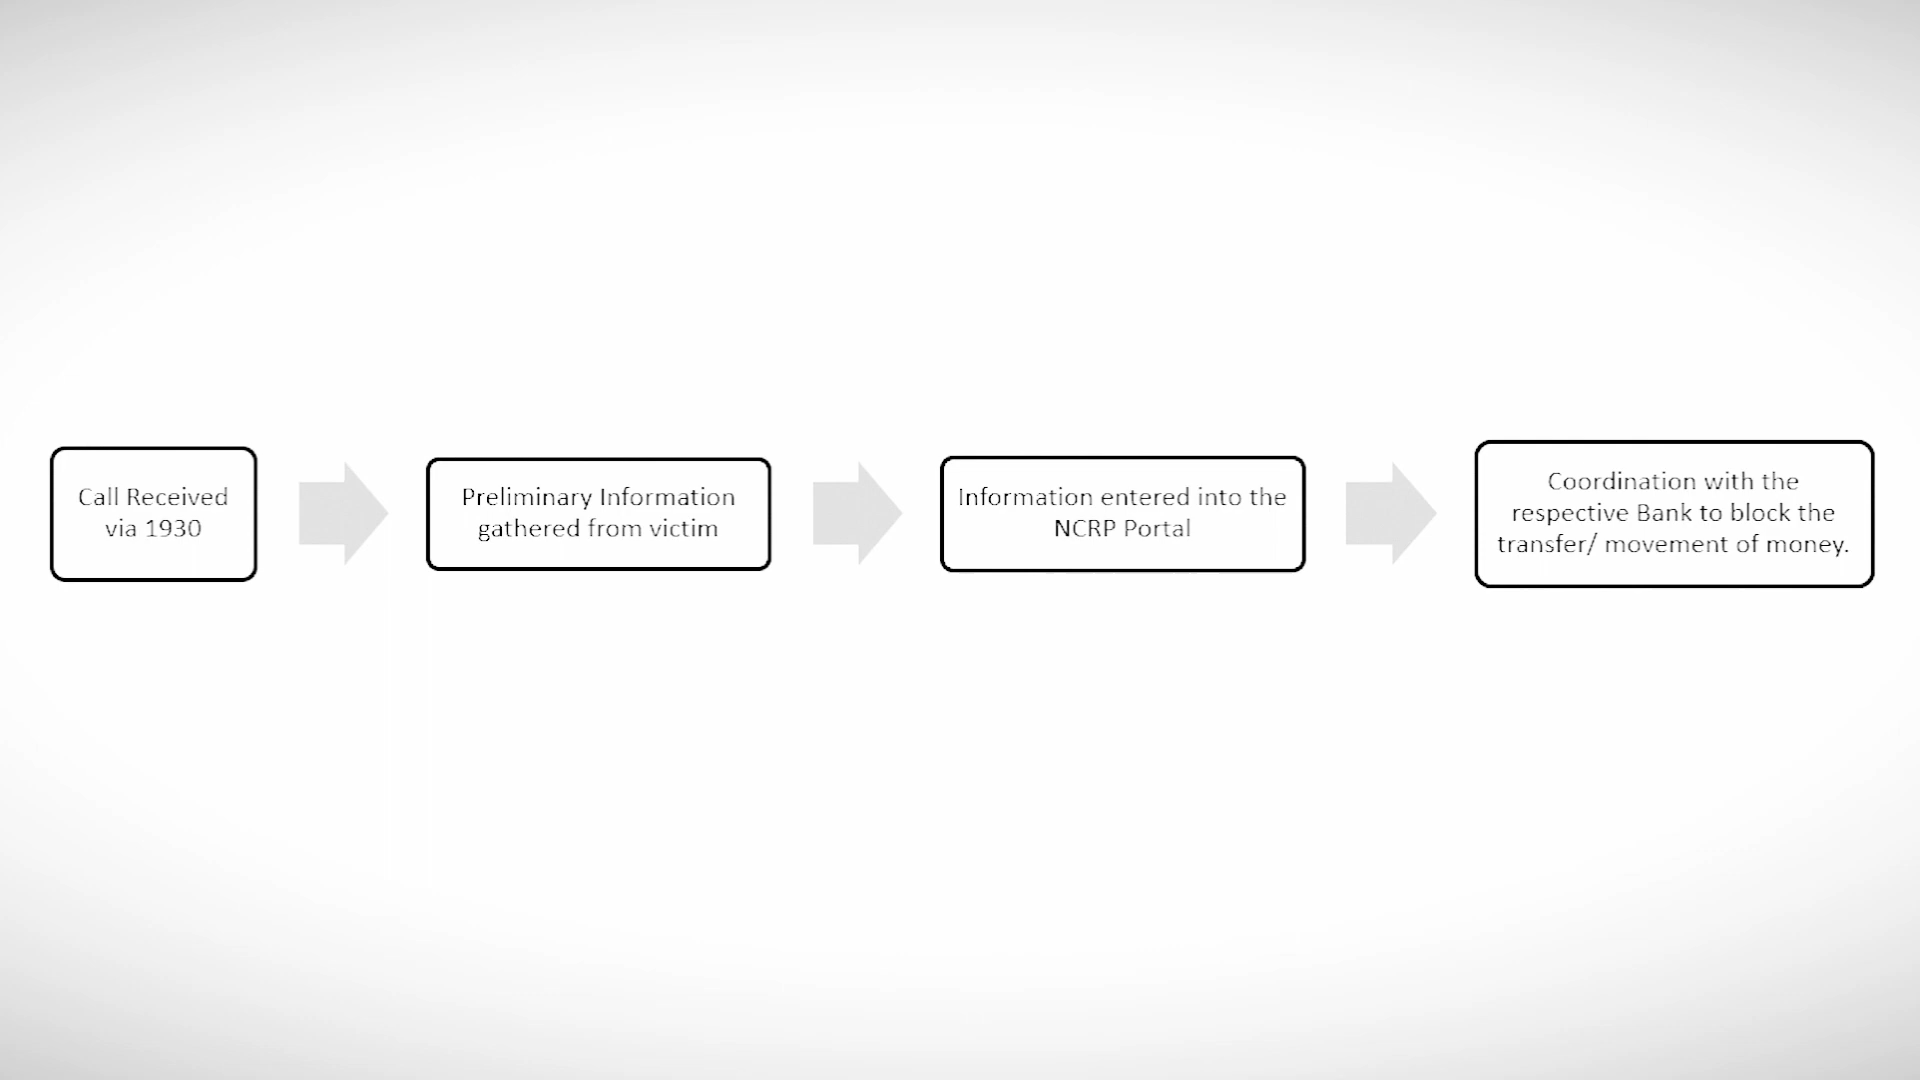 Call Received
via 1930
Preliminary Information
gathered from victim
Information entered into the
NCRP Portal
Coordination with the
respective Bank to block the
transfer/ movement of money.